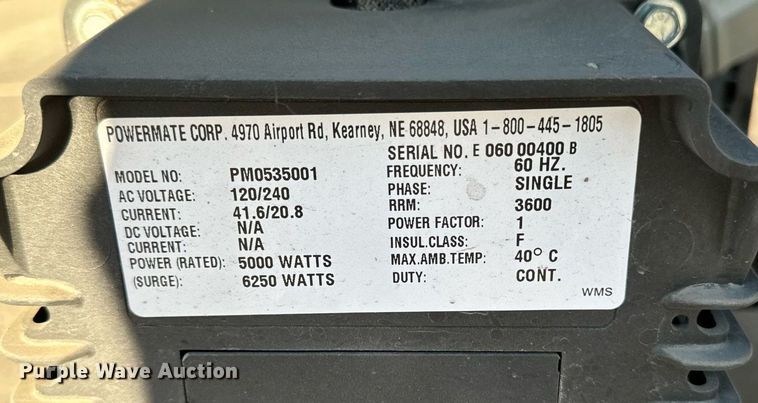 POWERMATE CORP. 4970 Airport Rd, Kearney, NE 68848, USA 1-800-445-1805
SERIAL NO. E 060 00400 B
MODEL NO: PM0535001
AC VOLTAGE: 120/240
CURRENT: 41.6/20.8
DC VOLTAGE: N/A
CURRENT: N/A
POWER (RATED): 5000 WATTS
(SURGE): 6250 WATTS
FREQUENCY: 60 HZ.
PHASE: SINGLE
RRM: 3600
POWER FACTOR: 1
INSUL.CLASS: F
MAX.AMB.TEMP: 40° C
DUTY: CONT.
WMS
Purple Wave Auction